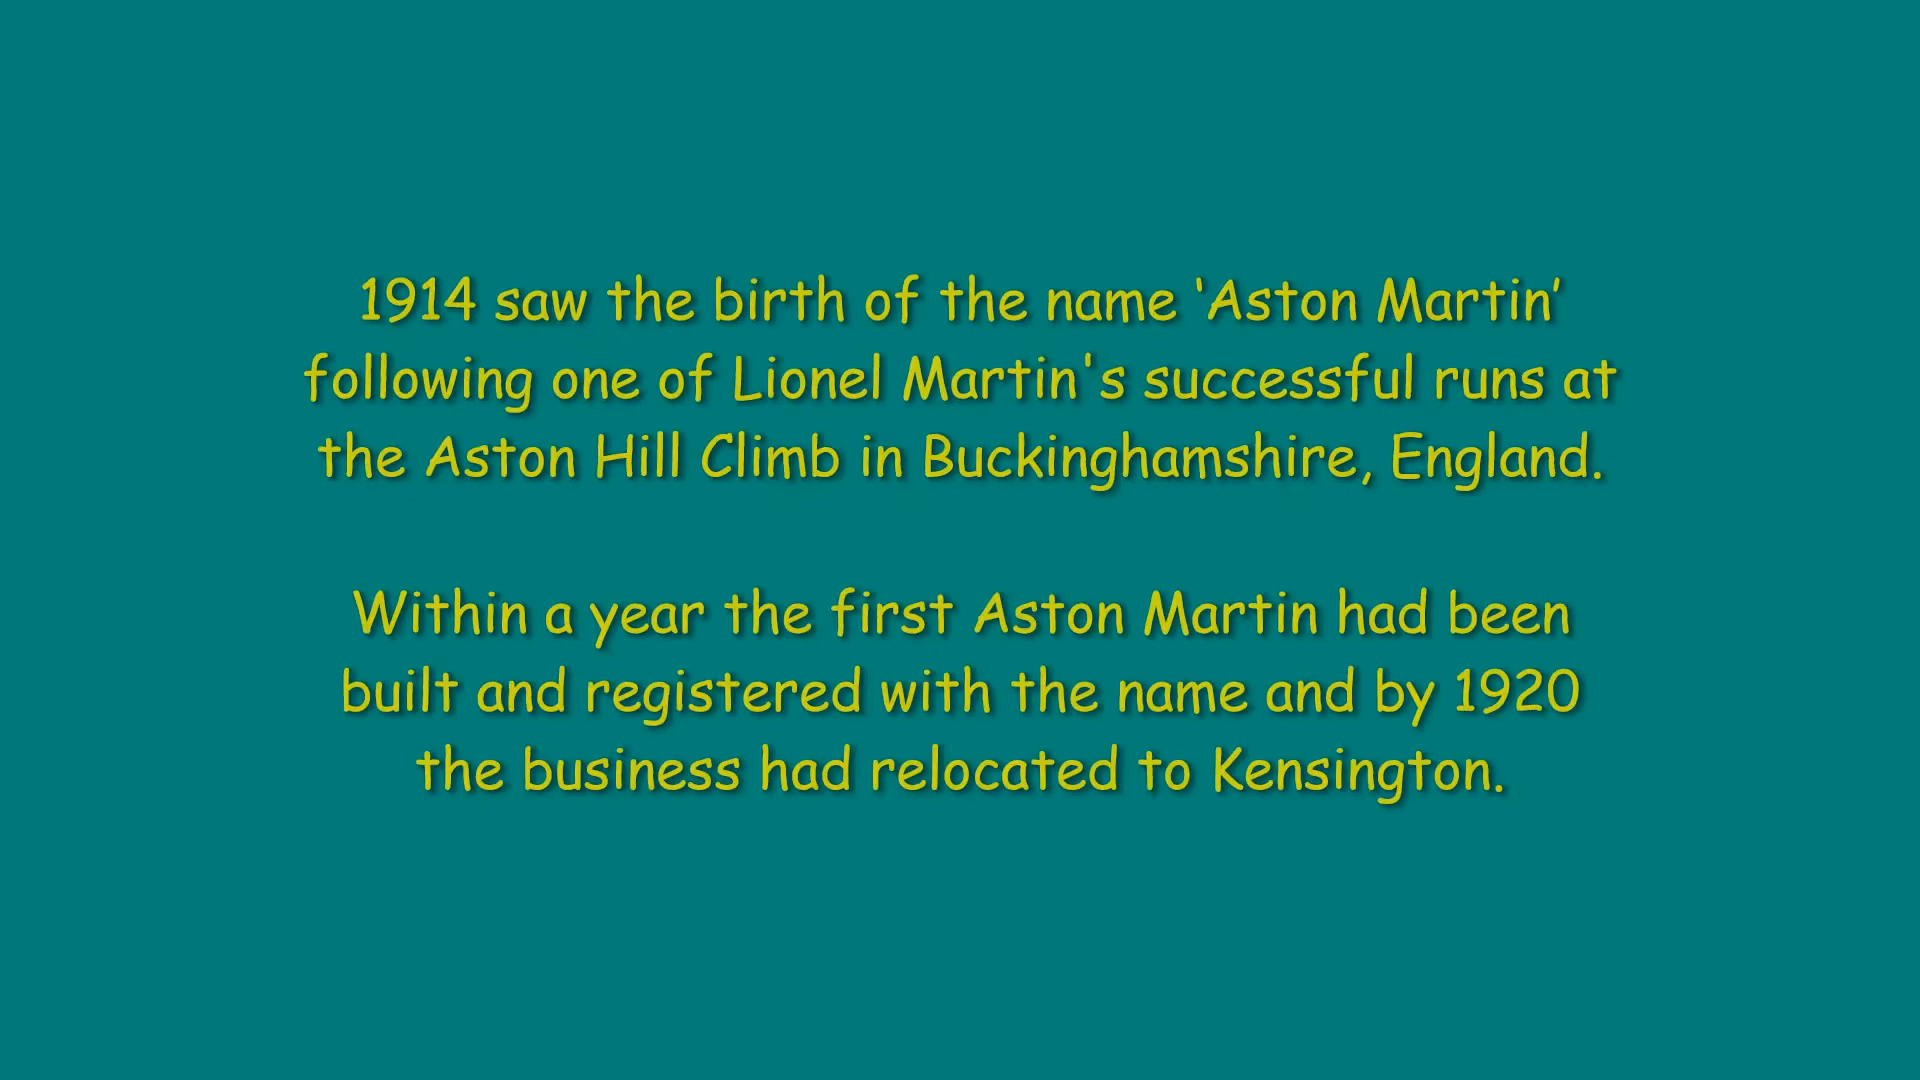 1914 saw the birth of the name ‘Aston Martin’
following one of Lionel Martin's successful runs at
the Aston Hill Climb in Buckinghamshire, England.
Within a year the first Aston Martin had been
built and registered with the name and by 1920
the business had relocated to Kensington.